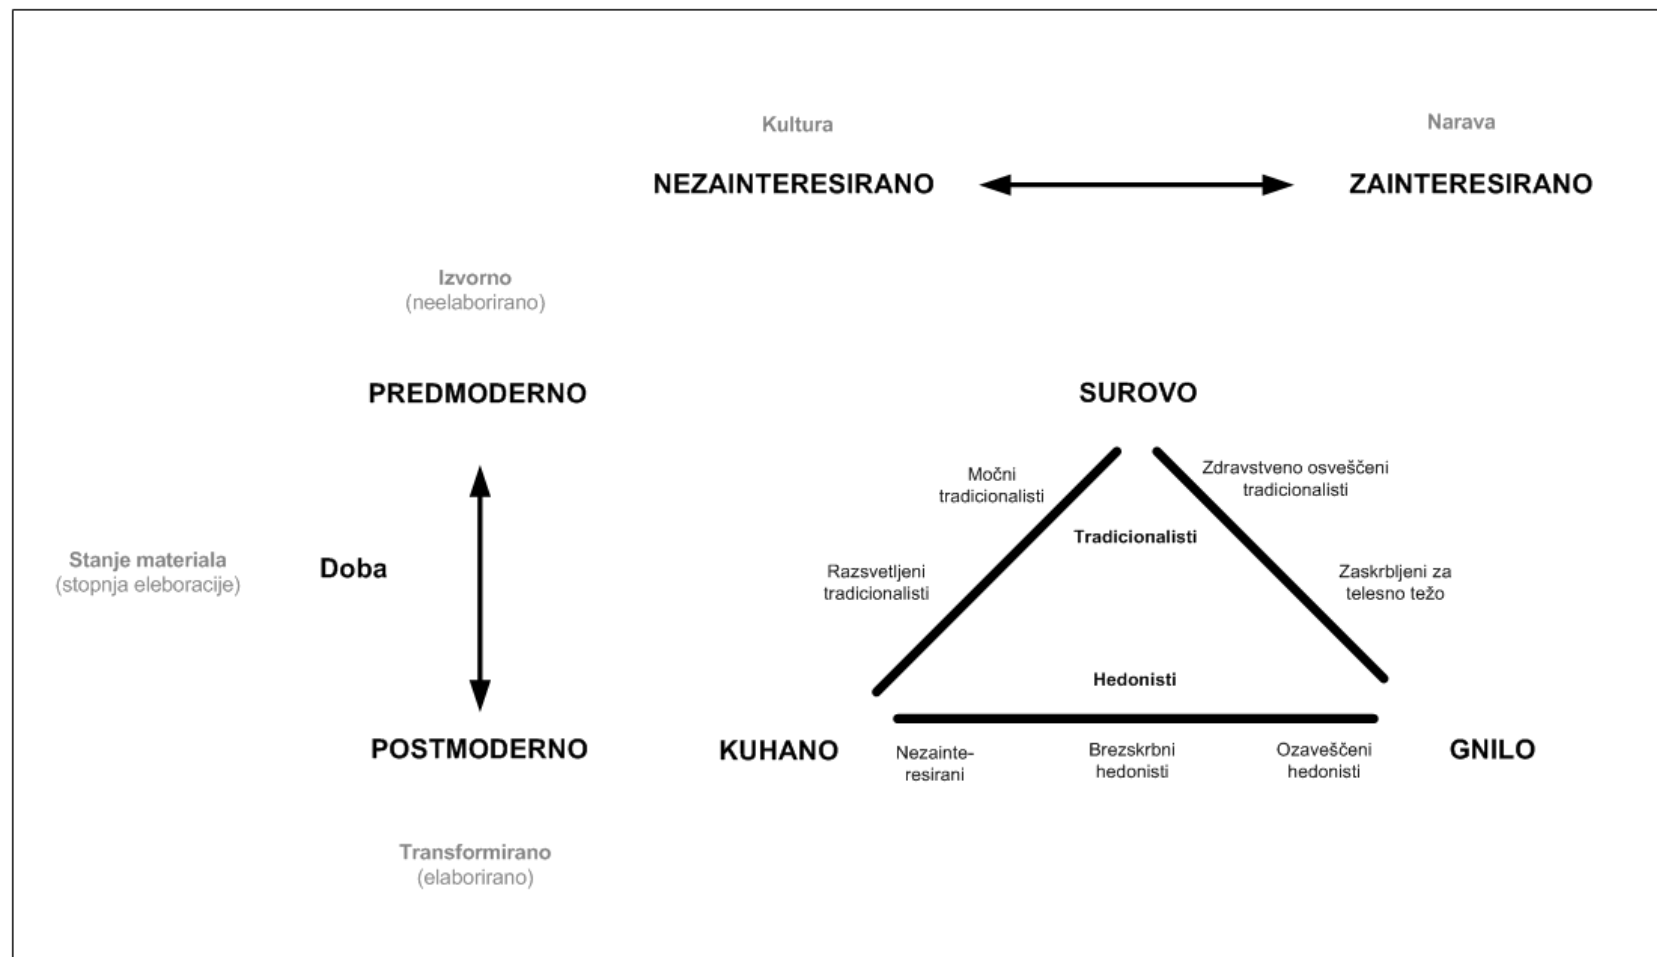 Kultura
Narava
NEZAINTERESIRANO
ZAINTERESIRANO
Izvorno
(neelaborirano)
PREDMODERNO
SUROVO
Močni
tradicionalisti
Zdravstveno osveščeni
tradicionalisti
Tradicionalisti
Stanje materiala
(stopnja eleboracije)
Doba
Razsvetljeni
tradicionalisti
Zaskrbljeni za
telesno težo
Hedonisti
POSTMODERNO
KUHANO
Nezainte-
resirani
Brezskrbni
hedonisti
Ozaveščeni
hedonisti
GNILO
Transformirano
(elaborirano)